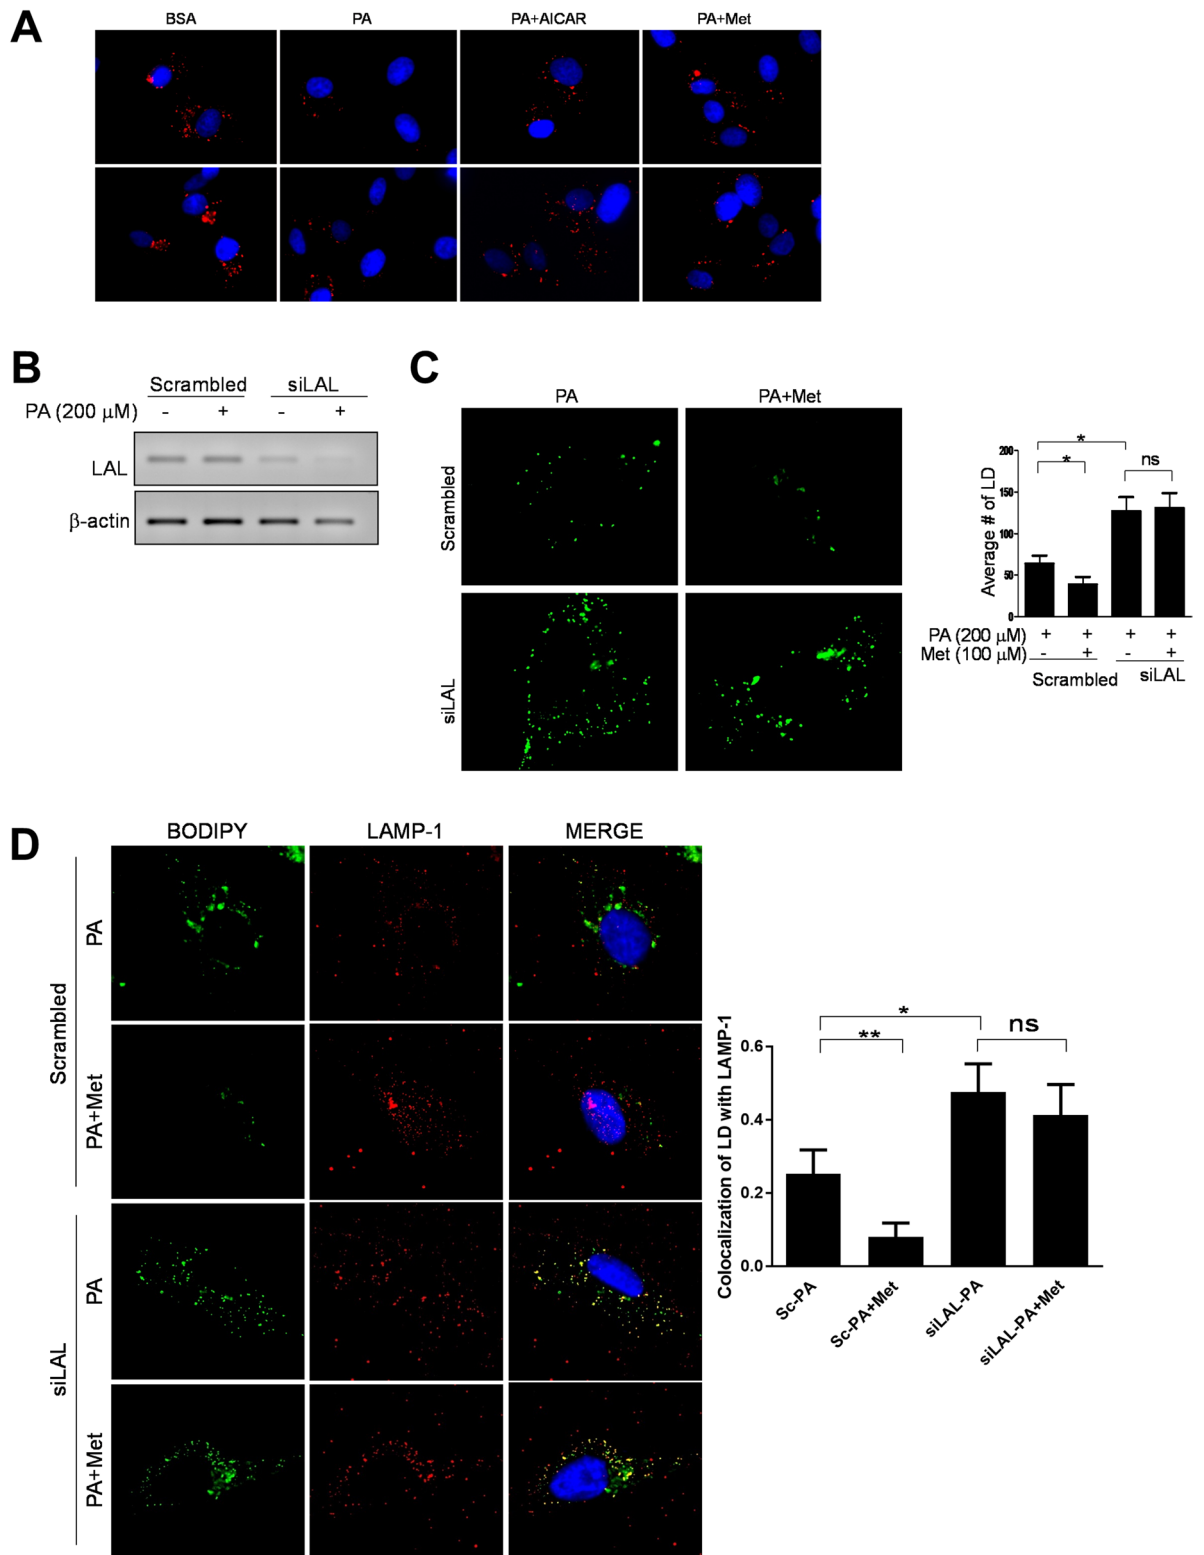 A
BSA PA PA+AICAR PA+Met
B
Scrambled siLAL
PA (200 μM) - + - +
LAL
β-actin
C
PA PA+Met
Scrambled
siLAL
* 
* ns
Average # of LD
200
150
100
50
0
PA (200 μM) + + + +
Met (100 μM) - + - +
Scrambled siLAL
D
BODIPY LAMP-1 MERGE
Scrambled
PA
PA+Met
siLAL
PA
PA+Met
Colocalization of LD with LAMP-1
* ns
**
0.6
0.4
0.2
0.0
Sc-PA
Sc-PA+Met
siLAL-PA
siLAL-PA+Met